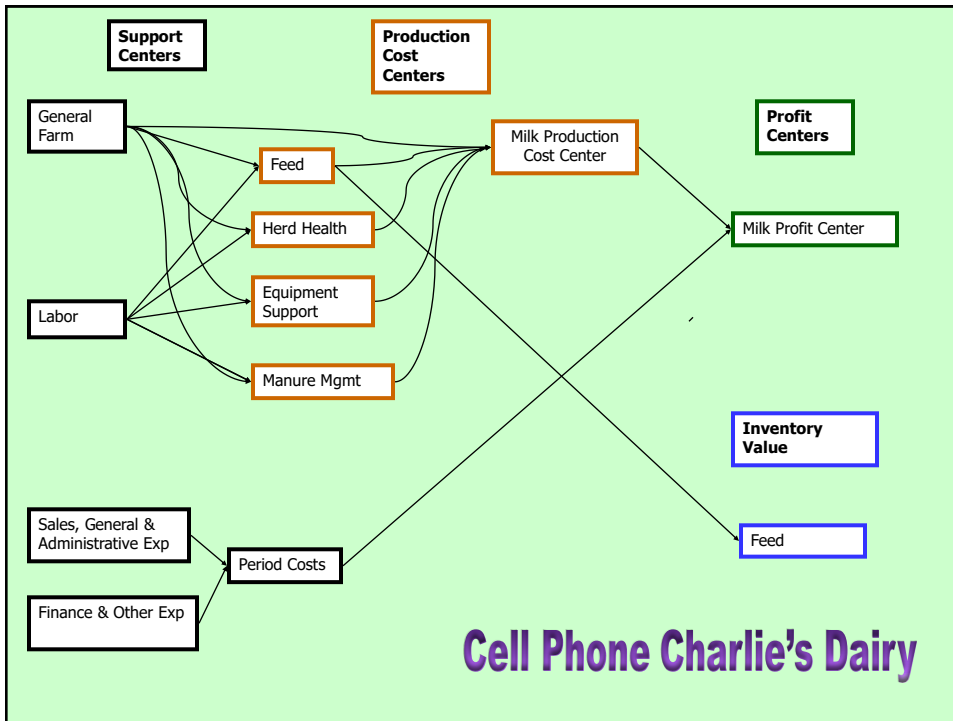 Support
Centers
Production
Cost
Centers
General
Farm
Milk Production
Cost Center
Profit
Centers
Feed
Herd Health
Milk Profit Center
Equipment
Support
Labor
Manure Mgmt
Inventory
Value
Sales, General &
Administrative Exp
Feed
Period Costs
Finance & Other Exp
Cell Phone Charlie's Dairy